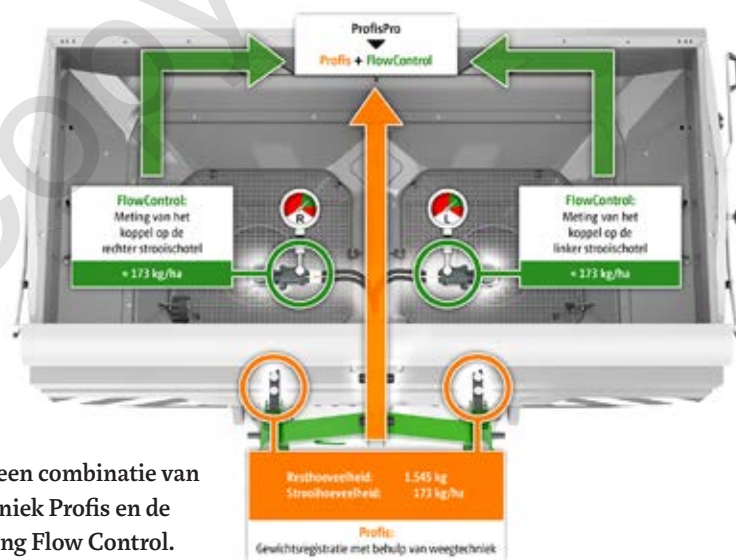 ProfisPro
Profis + FlowControl
FlowControl:
Meting van het
koppel op de
rechter strooischotel
= 173 kg/ha
R
L
FlowControl:
Meting van het
koppel op de
linker strooischotel
= 173 kg/ha
Resthoeveelheid: 1.545 kg
Strooihoeveelheid: 173 kg/ha
Profis:
Gewichtsregistratie met behulp van weegtechniek
een combinatie van
niek Profis en de
ng Flow Control.